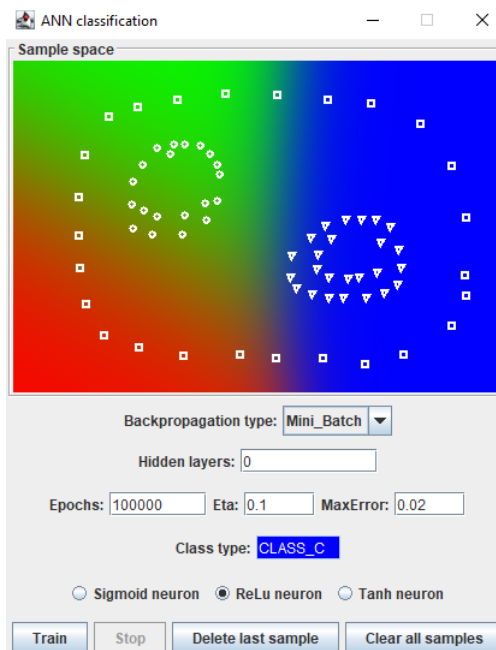 ANN classification
Sample space
Backpropagation type: Mini_Batch
Hidden layers: 0
Epochs: 100000 Eta: 0.1 MaxError: 0.02
Class type: CLASS_C
Sigmoid neuron ReLu neuron Tanh neuron
Train Stop Delete last sample Clear all samples